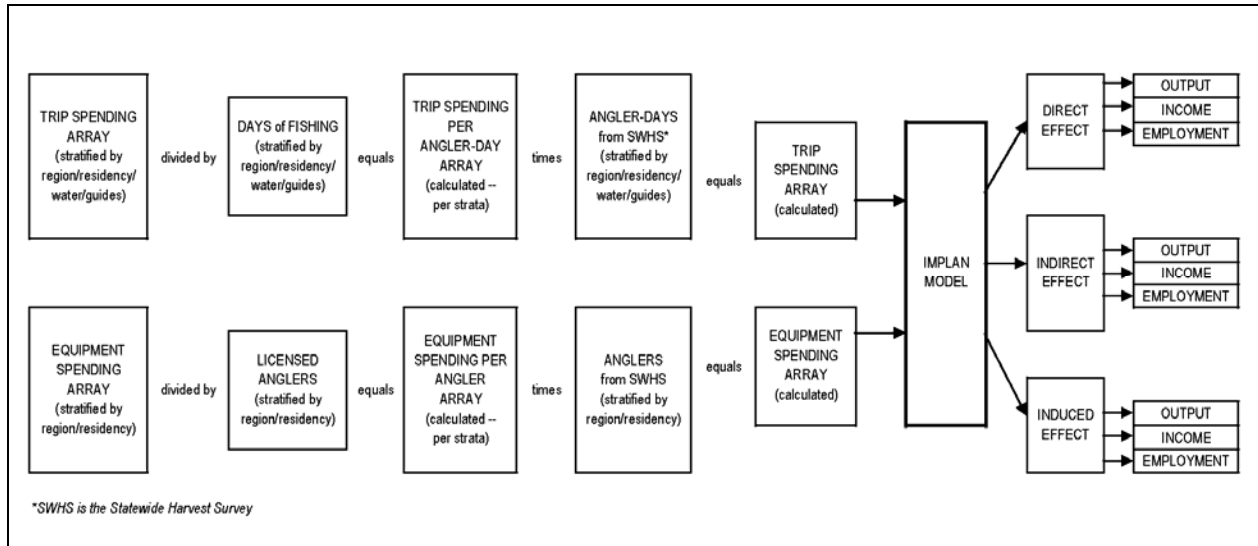 TRIP SPENDING
ARRAY
(stratified by
region/residency/
water/guides)
divided by
DAYS of FISHING
(stratified by
region/residency/
water/guides)
equals
TRIP SPENDING
PER
ANGLER-DAY
ARRAY
(calculated --
per strata)
times
ANGLER-DAYS
from SWHS*
(stratified by
region/residency/
water/guides)
equals
TRIP
SPENDING
ARRAY
(calculated)
EQUIPMENT
SPENDING
ARRAY
(stratified by
region/residency)
divided by
LICENSED
ANGLERS
(stratified by
region/residency)
equals
EQUIPMENT
SPENDING PER
ANGLER
ARRAY
(calculated --
per strata)
times
ANGLERS
from SWHS
(stratified by
region/residency)
equals
EQUIPMENT
SPENDING
ARRAY
(calculated)
IMPLAN
MODEL
DIRECT
EFFECT
OUTPUT
INCOME
EMPLOYMENT
INDIRECT
EFFECT
OUTPUT
INCOME
EMPLOYMENT
INDUCED
EFFECT
OUTPUT
INCOME
EMPLOYMENT
*SWHS is the Statewide Harvest Survey